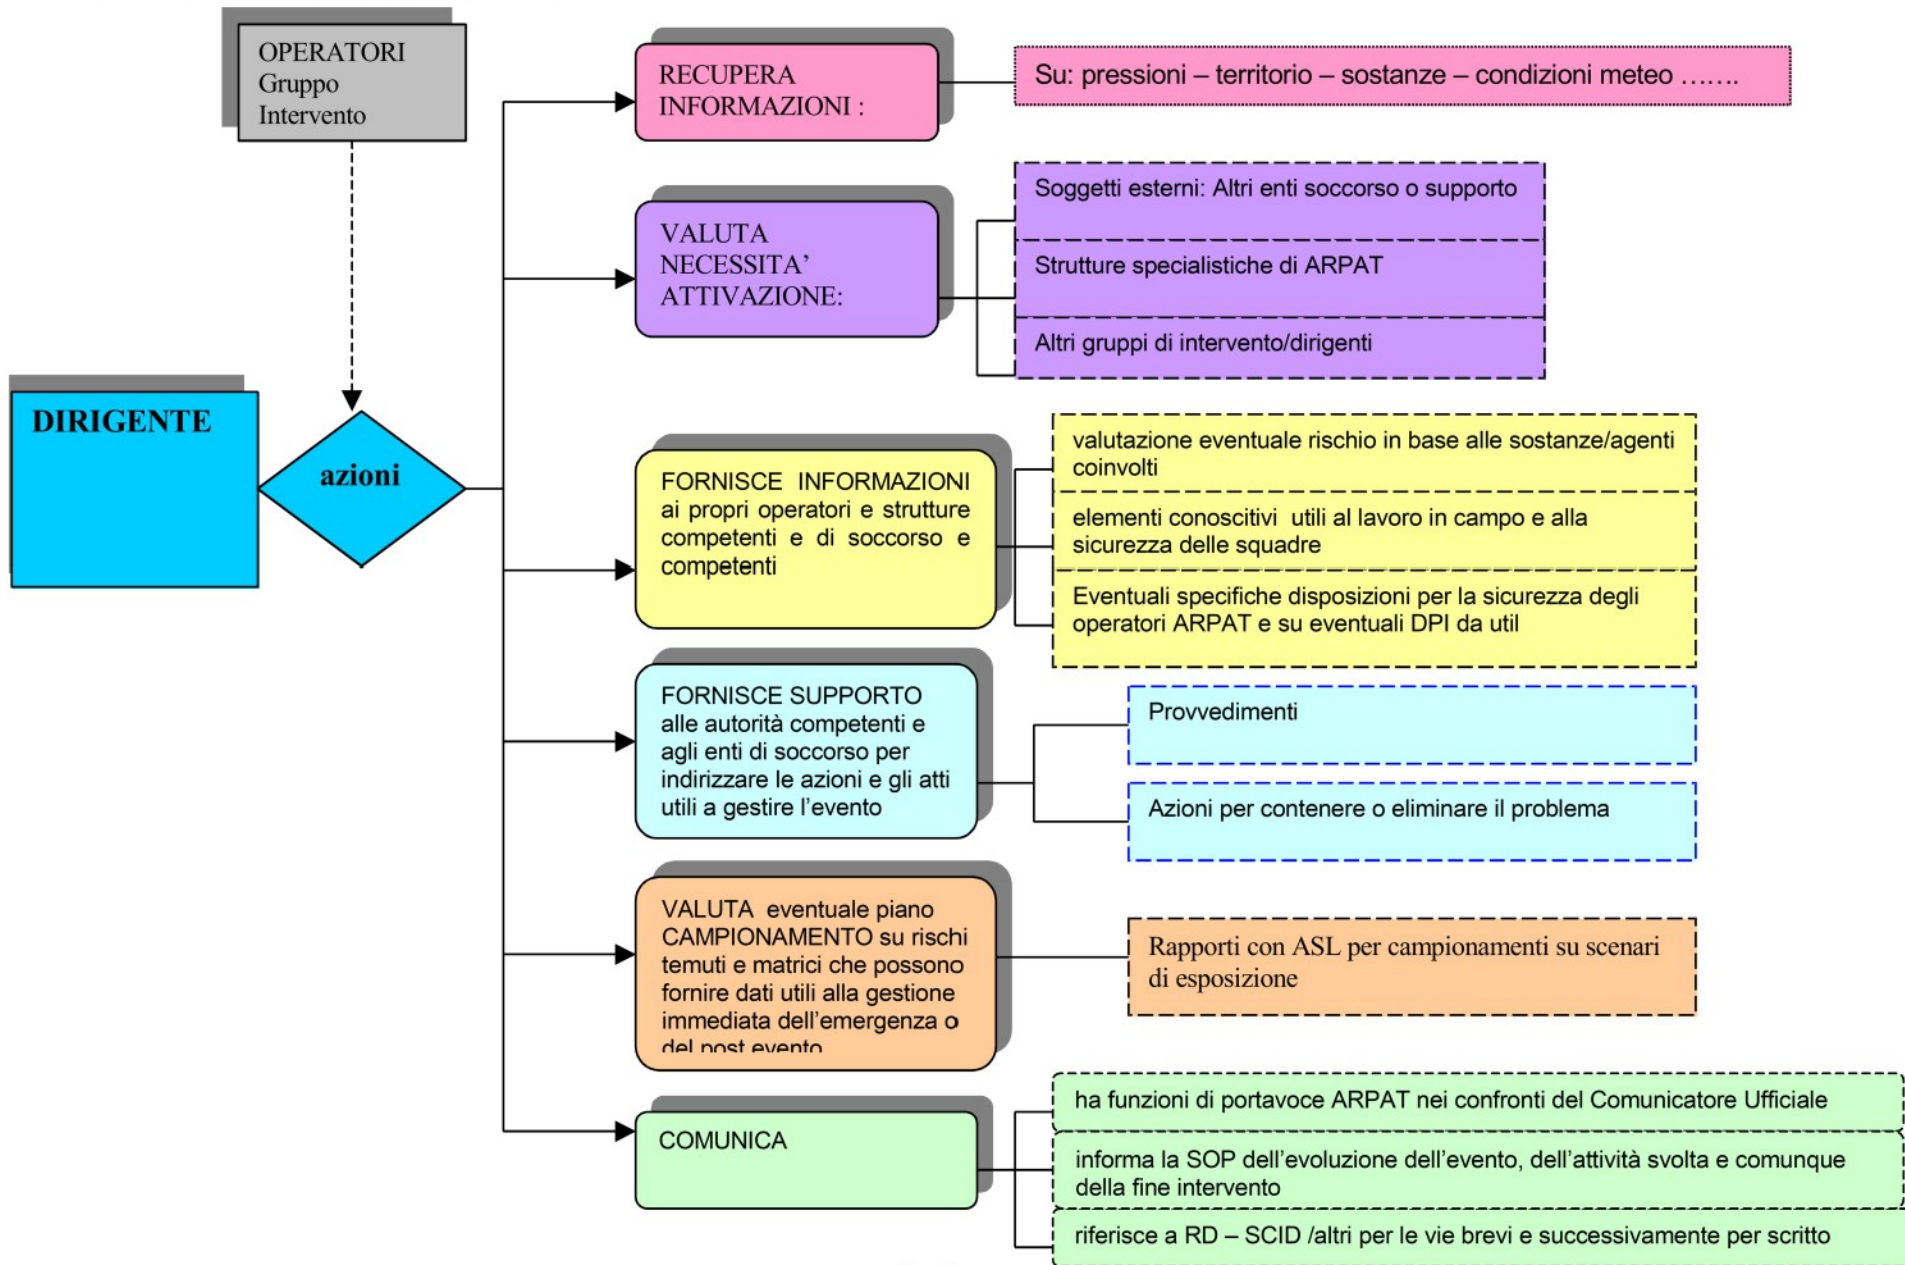 OPERATORI
Gruppo
Intervento
DIRIGENTE
azioni
RECUPERA
INFORMAZIONI :
Su: pressioni – territorio – sostanze – condizioni meteo …….
VALUTA
NECESSITA’
ATTIVAZIONE:
Soggetti esterni: Altri enti soccorso o supporto
Strutture specialistiche di ARPAT
Altri gruppi di intervento/dirigenti
FORNISCE INFORMAZIONI
ai propri operatori e strutture
competenti e di soccorso e
competenti
valutazione eventuale rischio in base alle sostanze/agenti
coinvolti
elementi conoscitivi utili al lavoro in campo e alla
sicurezza delle squadre
Eventuali specifiche disposizioni per la sicurezza degli
operatori ARPAT e su eventuali DPI da util
FORNISCE SUPPORTO
alle autorità competenti e
agli enti di soccorso per
indirizzare le azioni e gli atti
utili a gestire l’evento
Provvedimenti
Azioni per contenere o eliminare il problema
VALUTA eventuale piano
CAMPIONAMENTO su rischi
temuti e matrici che possono
fornire dati utili alla gestione
immediata dell’emergenza o
del post evento
Rapporti con ASL per campionamenti su scenari
di esposizione
COMUNICA
ha funzioni di portavoce ARPAT nei confronti del Comunicatore Ufficiale
informa la SOP dell’evoluzione dell’evento, dell’attività svolta e comunque
della fine intervento
riferisce a RD – SCID /altri per le vie brevi e successivamente per scritto